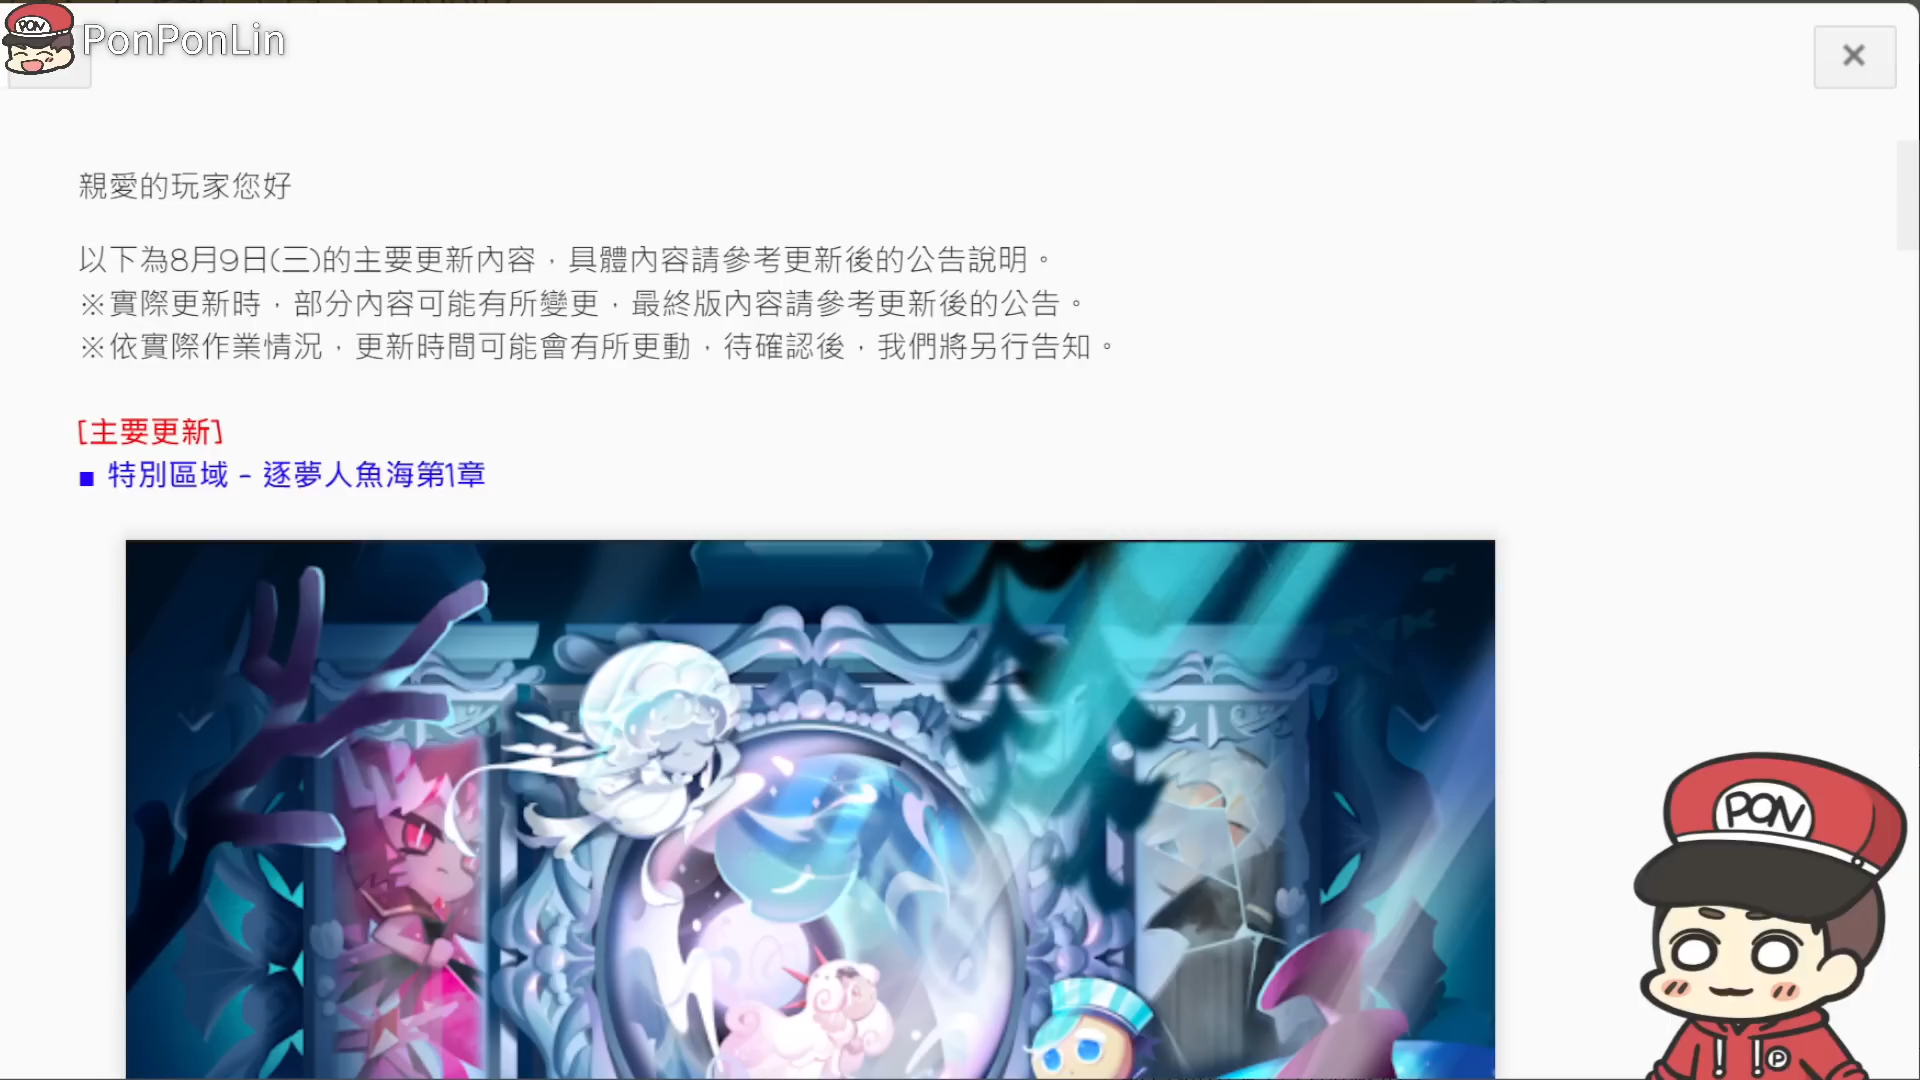 PON
PonPonLin
親愛的玩家您好
以下為8月9日(三)的主要更新內容，具體內容請參考更新後的公告說明。
※實際更新時，部分內容可能有所變更，最終版內容請參考更新後的公告。
※依實際作業情況，更新時間可能會有所更動，待確認後，我們將另行告知。
[主要更新]
■ 特別區域 - 逐夢人魚海第1章
PON
P